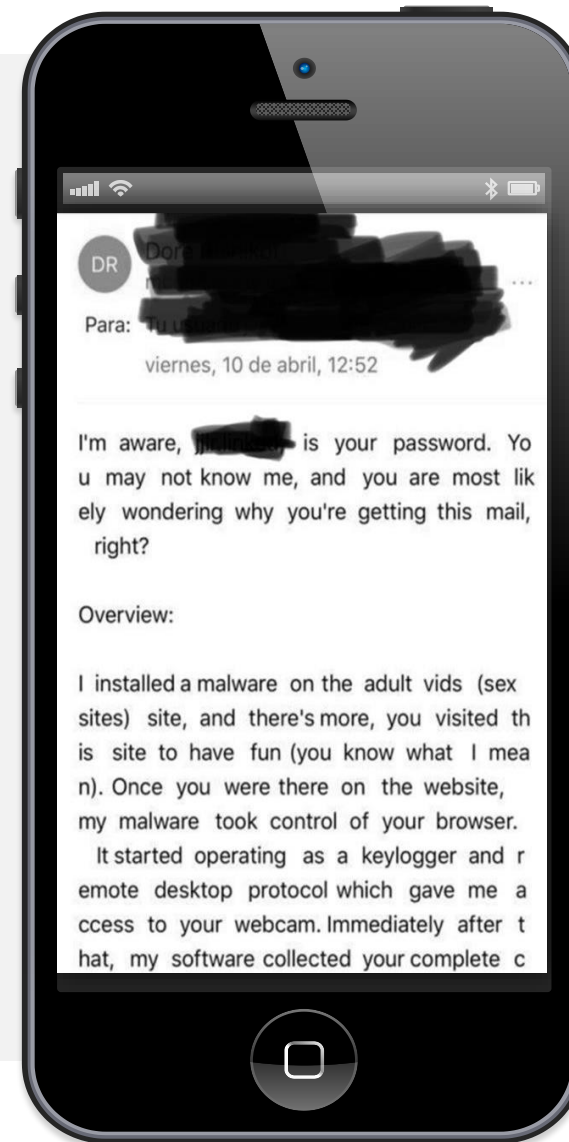 DR
Para:
viernes, 10 de abril, 12:52
I'm aware, is your password. Yo
u may not know me, and you are most lik
ely wondering why you're getting this mail,
right?
Overview:
I installed a malware on the adult vids (sex
sites) site, and there's more, you visited th
is site to have fun (you know what I mea
n). Once you were there on the website,
my malware took control of your browser.
It started operating as a keylogger and r
emote desktop protocol which gave me a
ccess to your webcam. Immediately after t
hat, my software collected your complete c